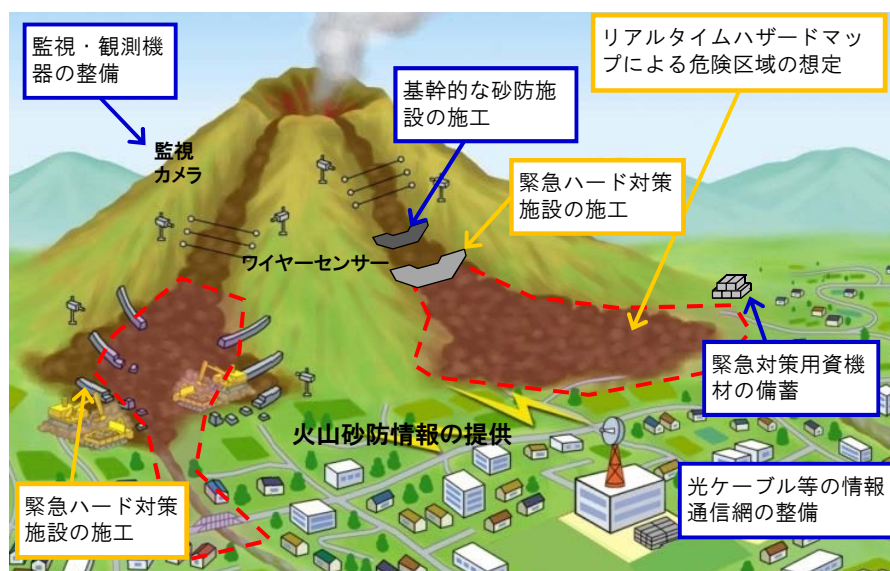 監視・観測機
器の整備
リアルタイムハザードマッ
プによる危険区域の想定
基幹的な砂防施
設の施工
監視
カメラ
緊急ハード対策
施設の施工
ワイヤーセンサー
緊急対策用資機
材の備蓄
火山砂防情報の提供
緊急ハード対策
施設の施工
光ケーブル等の情報
通信網の整備